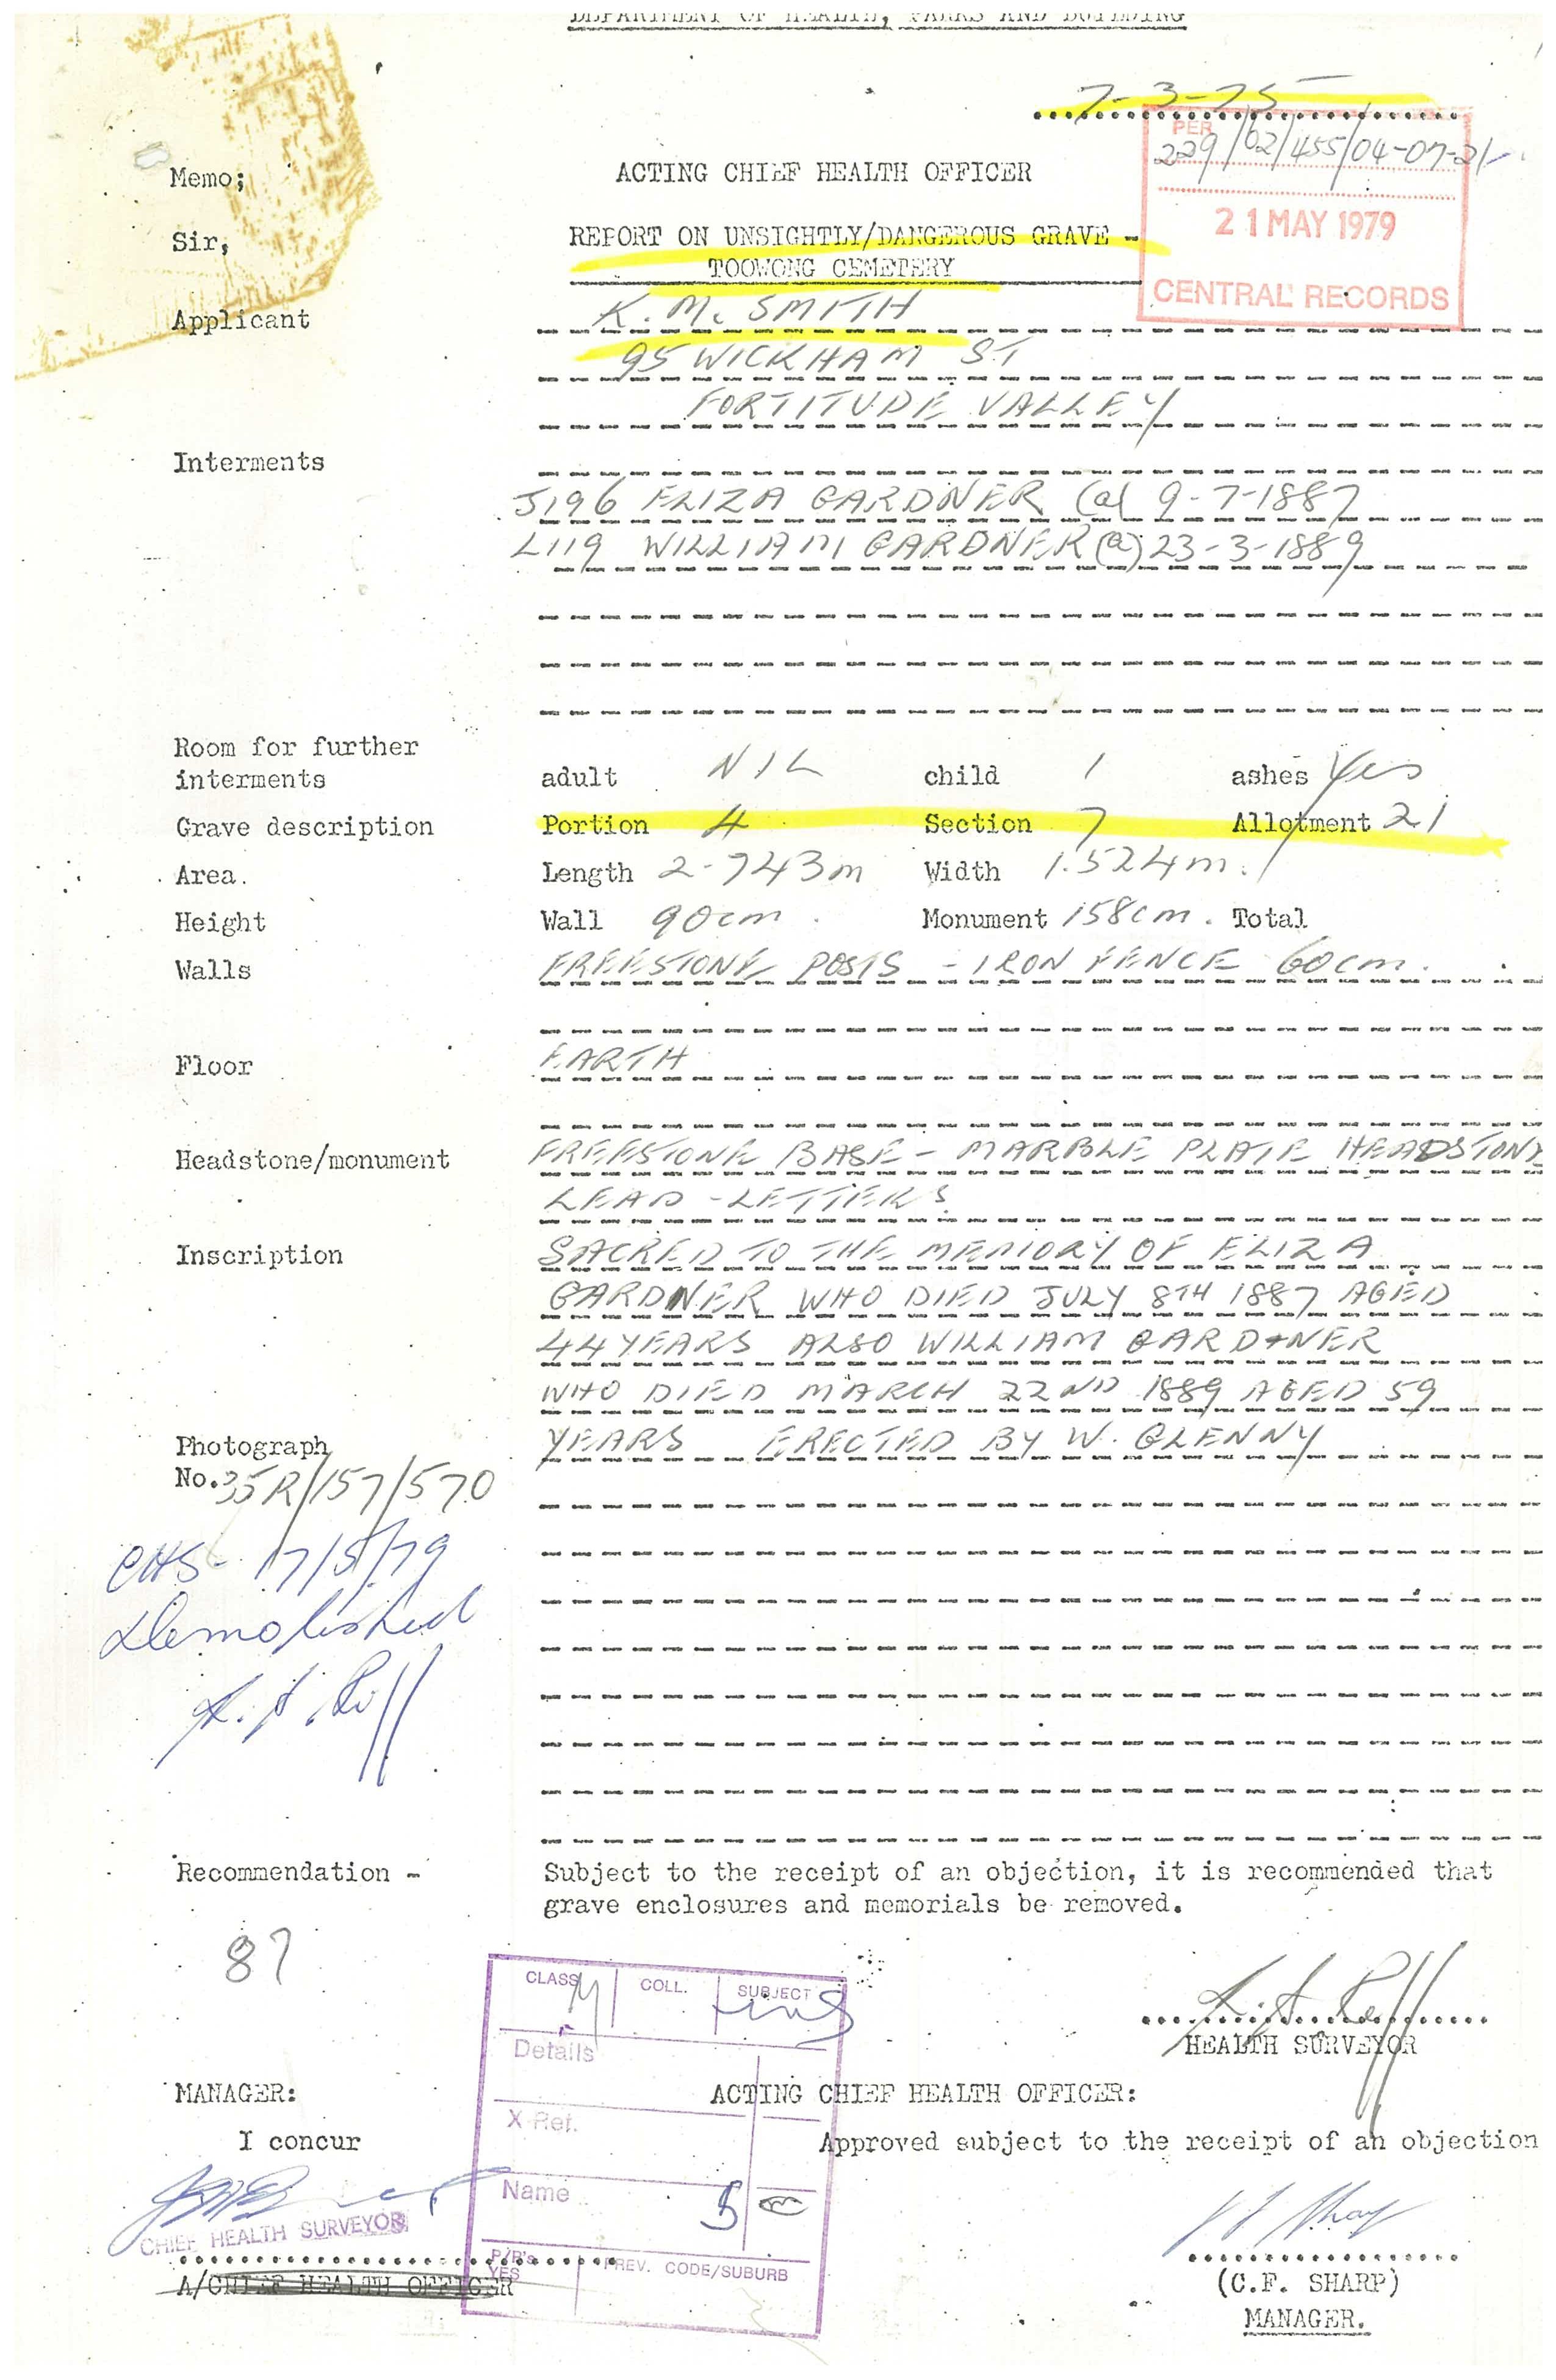 DEPARTMENT OF HEALTH, PARKS AND BUILDING
7-3-75
PER
229/02/455/04-07-21
21 MAY 1979
CENTRAL RECORDS
Memo;
ACTING CHIEF HEALTH OFFICER
Sir,
REPORT ON UNSIGHTLY/DANGEROUS GRAVE -
TOOWONG CEMETERY
Applicant K. M. SMITH
95 WICKHAM ST
FORTITUDE VALLEY
Interments
J196 ELIZA GARDNER (a) 9-7-1887
L119 WILLIAM GARDNER (a) 23-3-1889
Room for further
interments adult NIL child 1 ashes Yes
Grave description Portion 4 Section 7 Allotment 21
Area. Length 2.743m Width 1.524m.
Height Wall 90cm. Monument 158cm. Total
Walls FREESTONE POSTS - IRON FENCE 60cm.
Floor EARTH
Headstone/monument FREESTONE BASE - MARBLE PLATE HEADSTONE
LEAD - LETTERS
Inscription SACRED TO THE MEMORY OF ELIZA
GARDNER WHO DIED JULY 8TH 1887 AGED
44 YEARS ALSO WILLIAM GARDNER
WHO DIED MARCH 22ND 1889 AGED 59
YEARS ERECTED BY W. GLENNY
Photograph
No. 35R/157/570
CHS- 17/5/79
Demolished
Recommendation - Subject to the receipt of an objection, it is recommended that
grave enclosures and memorials be removed.
87
CLASS COLL. SUBJECT
Details
X Ref.
Name
P/P's YES PREV. CODE/SUBURB
HEALTH SURVEYOR
MANAGER: ACTING CHIEF HEALTH OFFICER:
I concur Approved subject to the receipt of an objection
CHIEF HEALTH SURVEYOR
A/CHIEF HEALTH OFFICER
(C.F. SHARP)
MANAGER.